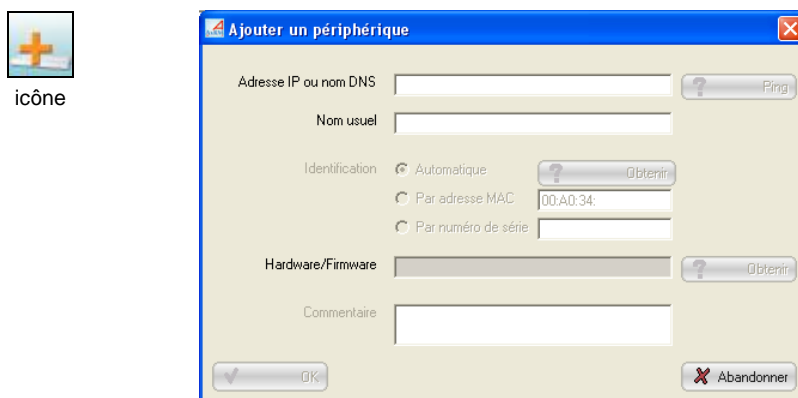 Ajouter un périphérique
icône
Adresse IP ou nom DNS
? Ping
Nom usuel
Identification
Automatique
? Obtenir
Par adresse MAC
00:A0:34:
Par numéro de série
Hardware/Firmware
? Obtenir
Commentaire
OK
Abandonner